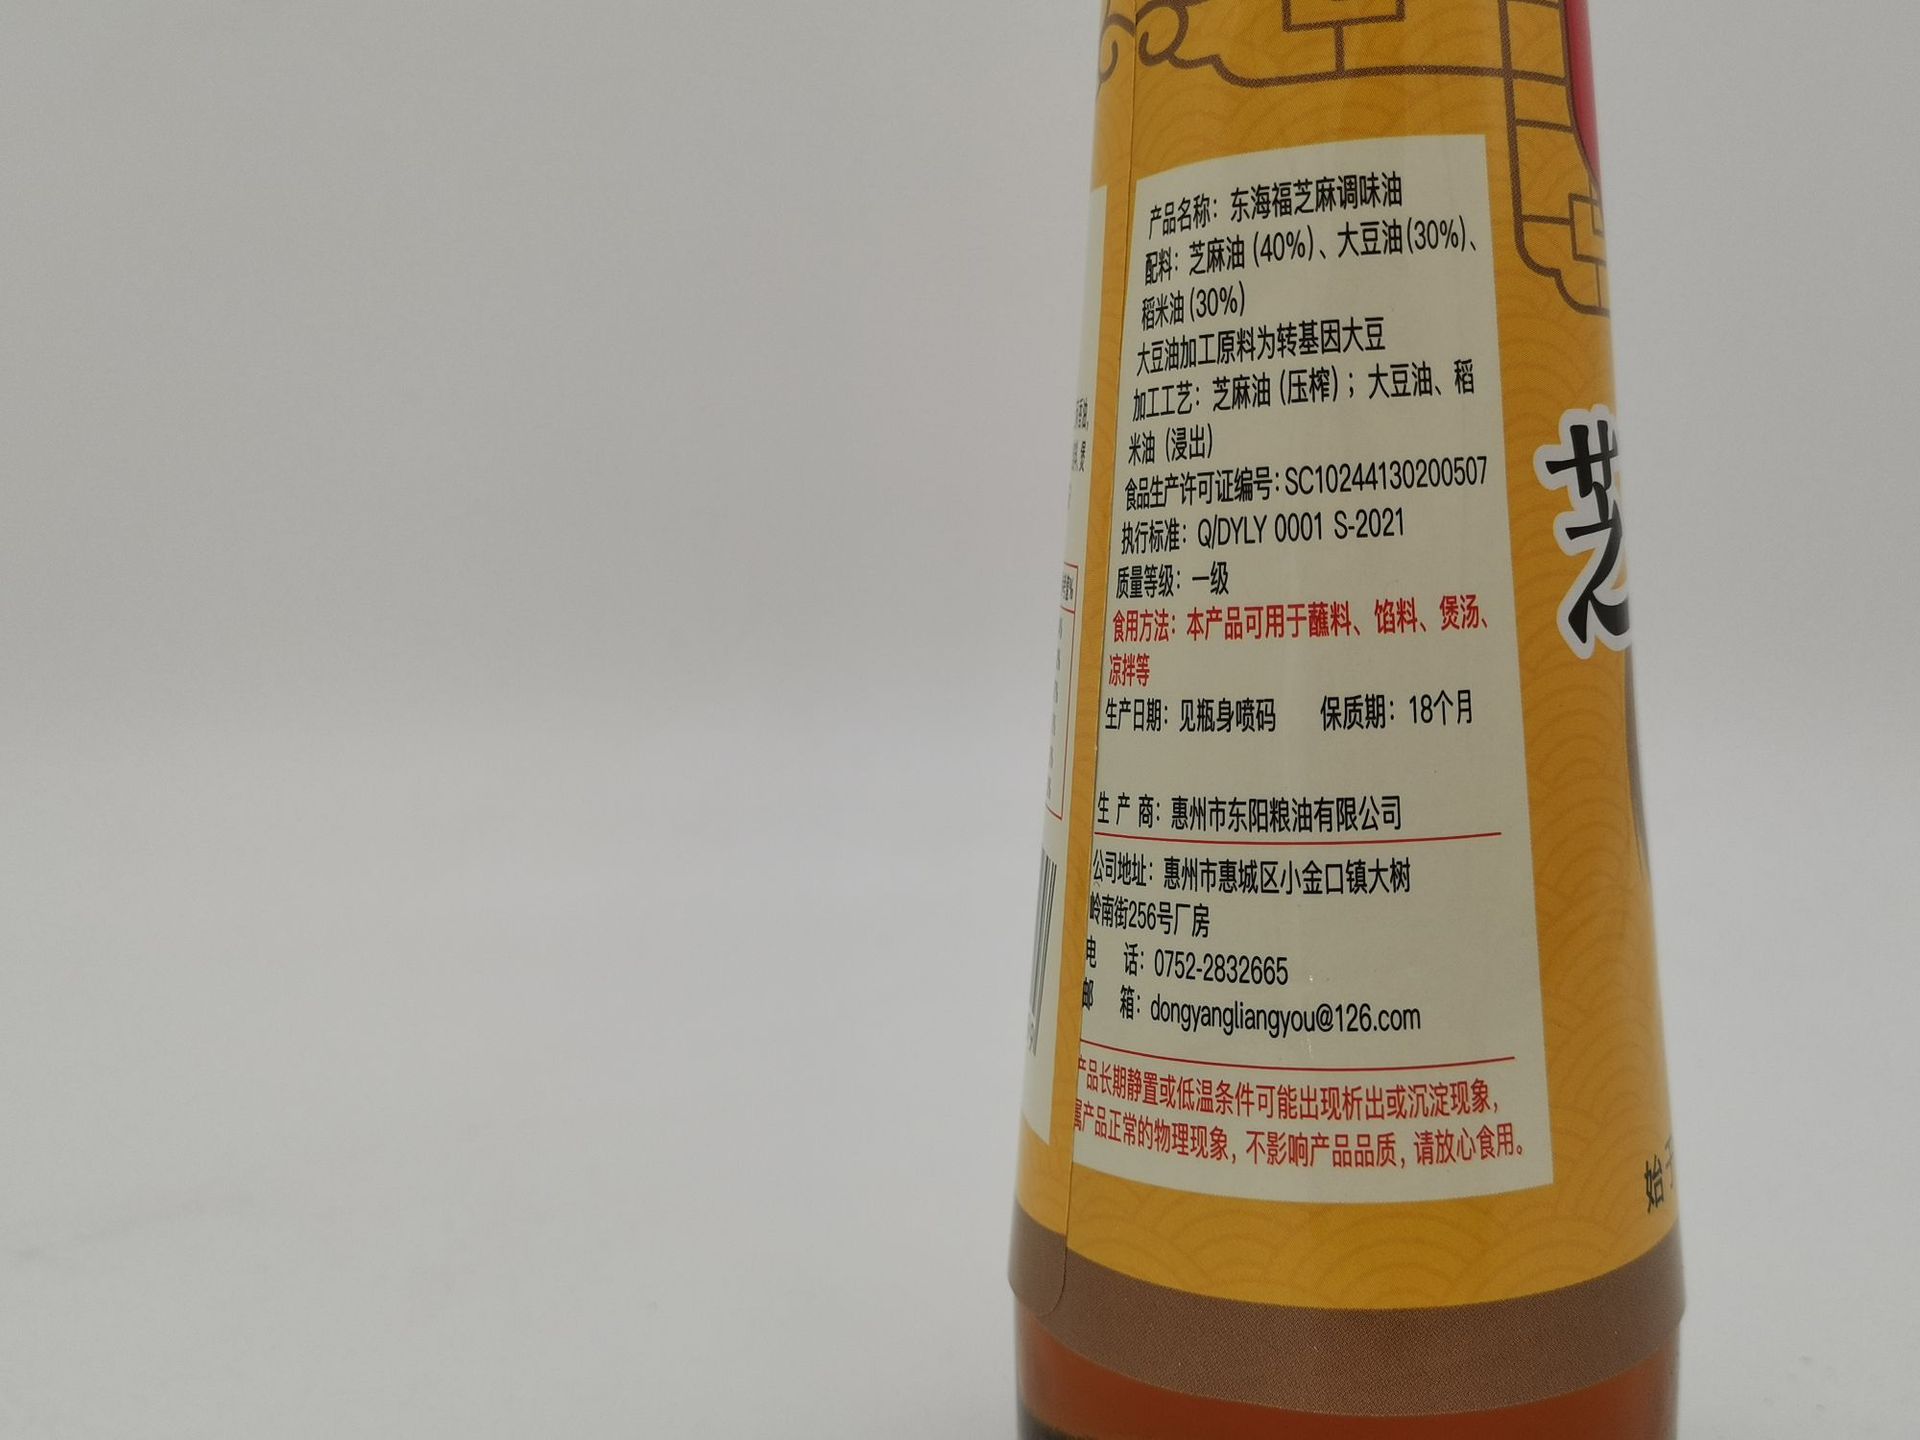 产品名称：东海福芝麻调味油
配料：芝麻油(40%)、大豆油(30%)、
稻米油(30%)
大豆油加工原料为转基因大豆
加工工艺：芝麻油(压榨)；大豆油、稻
米油(浸出)
食品生产许可证编号:SC10244130200507
执行标准：Q/DYLY 0001 S-2021
质量等级：一级
食用方法：本产品可用于蘸料、馅料、煲汤、
凉拌等
生产日期：见瓶身喷码 保质期：18个月
生 产 商：惠州市东阳粮油有限公司
公司地址：惠州市惠城区小金口镇大树
岭南街256号厂房
电 话：0752-2832665
邮 箱：dongyangliangyou@126.com
产品长期静置或低温条件可能出现析出或沉淀现象，
属产品正常的物理现象，不影响产品品质，请放心食用。
芝
始于